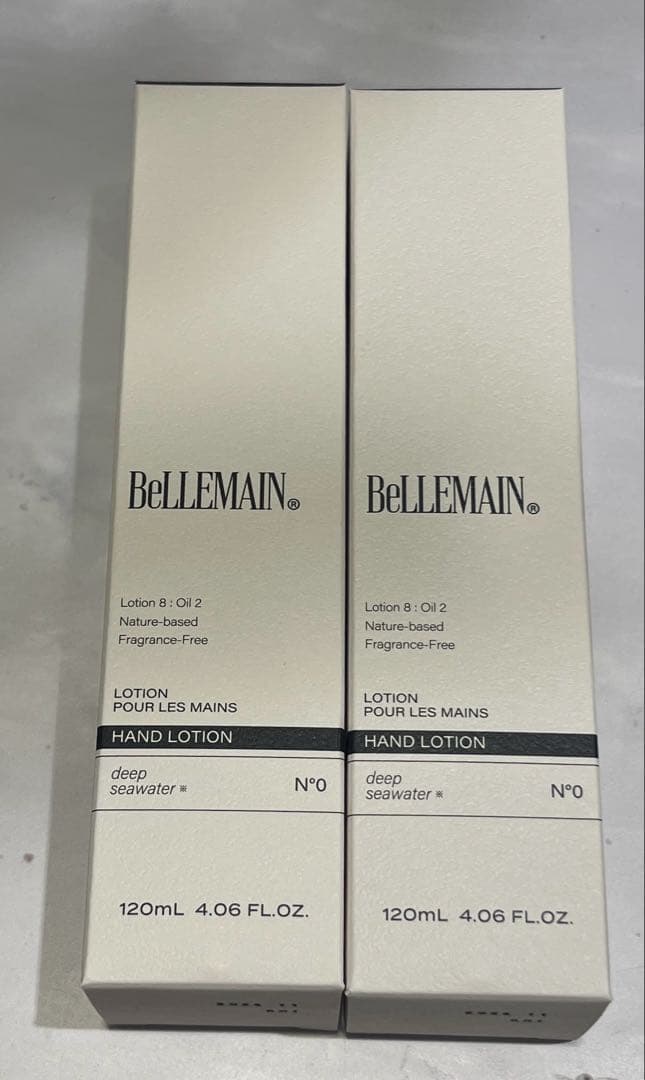 BeLLEMAIN®
Lotion 8 : Oil 2
Nature-based
Fragrance-Free
LOTION
POUR LES MAINS
HAND LOTION
deep
seawater ※
N°0
120mL 4.06 FL.OZ.
BeLLEMAIN®
Lotion 8 : Oil 2
Nature-based
Fragrance-Free
LOTION
POUR LES MAINS
HAND LOTION
deep
seawater ※
N°0
120mL 4.06 FL.OZ.